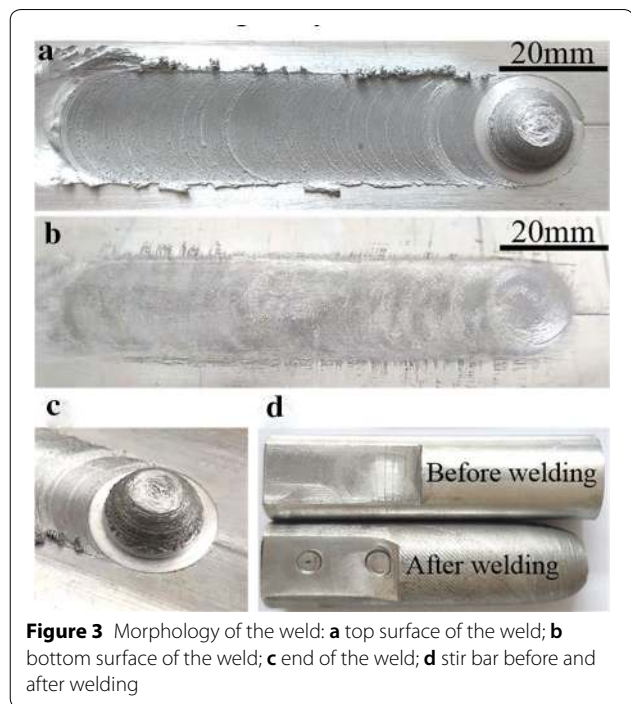 a
20mm
b
20mm
c
d
Before welding
After welding
Figure 3 Morphology of the weld: a top surface of the weld; b
bottom surface of the weld; c end of the weld; d stir bar before and
after welding